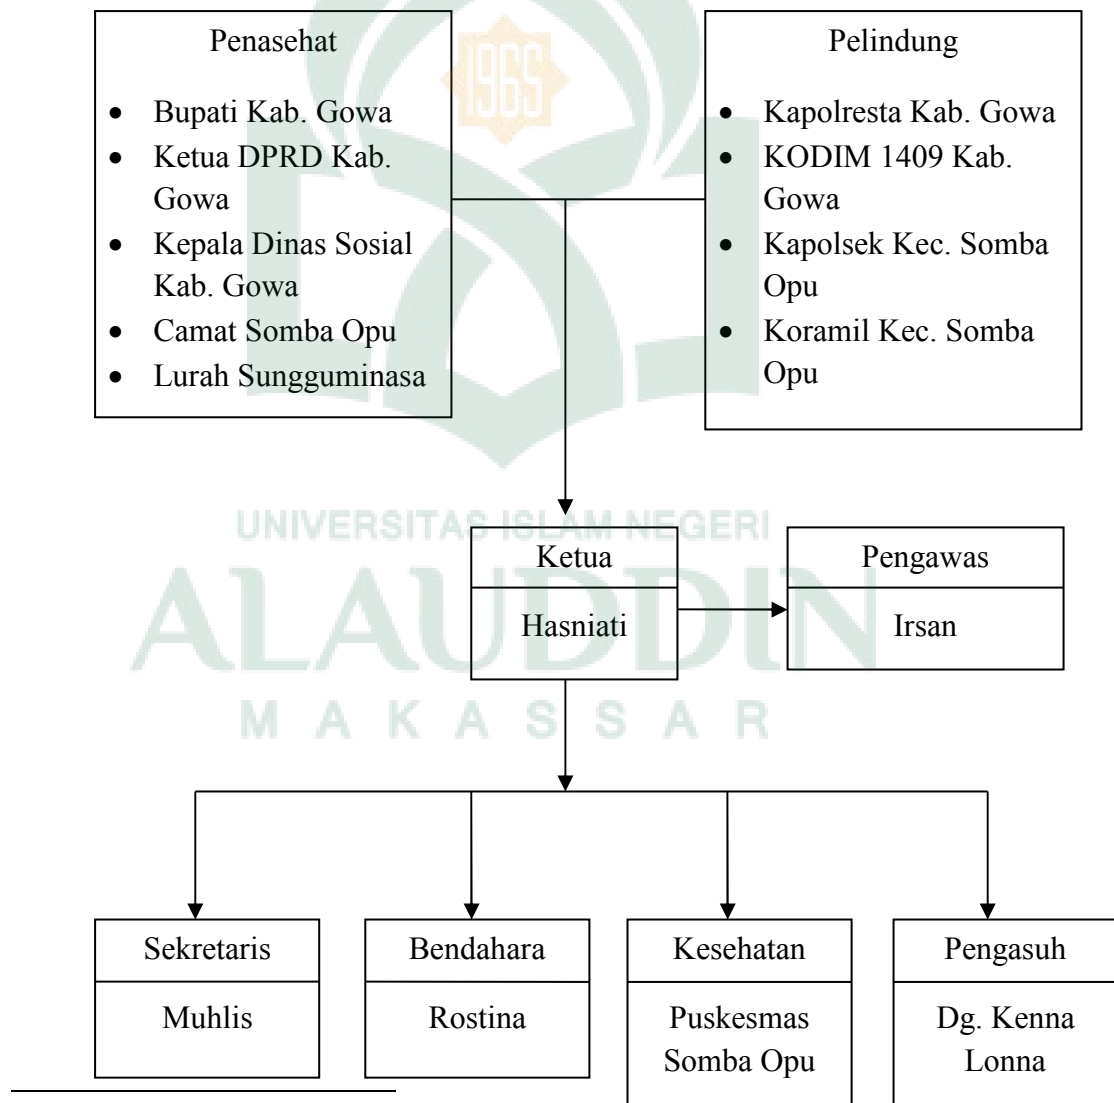 Penasehat
• Bupati Kab. Gowa
• Ketua DPRD Kab.
Gowa
• Kepala Dinas Sosial
Kab. Gowa
• Camat Somba Opu
• Lurah Sungguminasa
Pelindung
• Kapolresta Kab. Gowa
• KODIM 1409 Kab.
Gowa
• Kapolsek Kec. Somba
Opu
• Koramil Kec. Somba
Opu
1965
UNIVERSITAS ISLAM NEGERI
ALAUDDIN
MAKASSAR
Ketua
Hasniati
Pengawas
Irsan
Sekretaris
Muhlis
Bendahara
Rostina
Kesehatan
Puskesmas
Somba Opu
Pengasuh
Dg. Kenna
Lonna